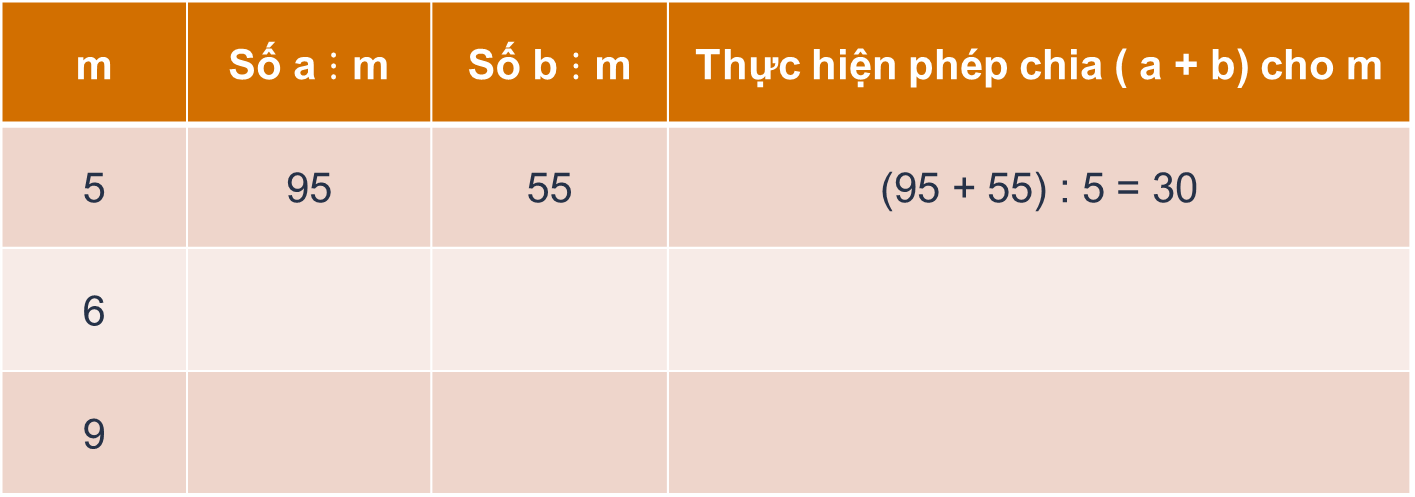 m Số a ⋮ m Số b ⋮ m Thực hiện phép chia ( a + b) cho m
5 95 55 (95 + 55) : 5 = 30
6
9